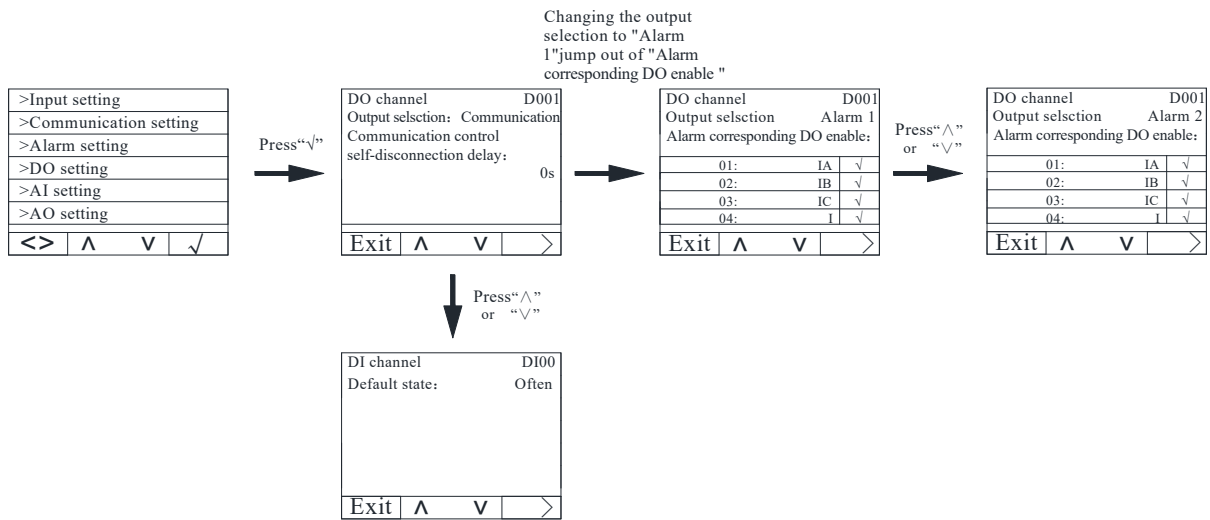 Changing the output
selection to "Alarm
1"jump out of "Alarm
corresponding DO enable "
>Input setting
>Communication setting
>Alarm setting
>DO setting
>AI setting
>AO setting
<> ∧ ∨ √
Press“√”
DO channel D001
Output selsction: Communication
Communication control
self-disconnection delay:
0s
Exit ∧ ∨ >
DO channel D001
Output selection Alarm 1
Alarm corresponding DO enable:
01: IA √
02: IB √
03: IC √
04: I √
Exit ∧ ∨ >
Press“∧”
or “∨”
DO channel D001
Output selection Alarm 2
Alarm corresponding DO enable:
01: IA √
02: IB √
03: IC √
04: I √
Exit ∧ ∨ >
Press“∧”
or “∨”
DI channel DI00
Default state: Often
Exit ∧ ∨ >